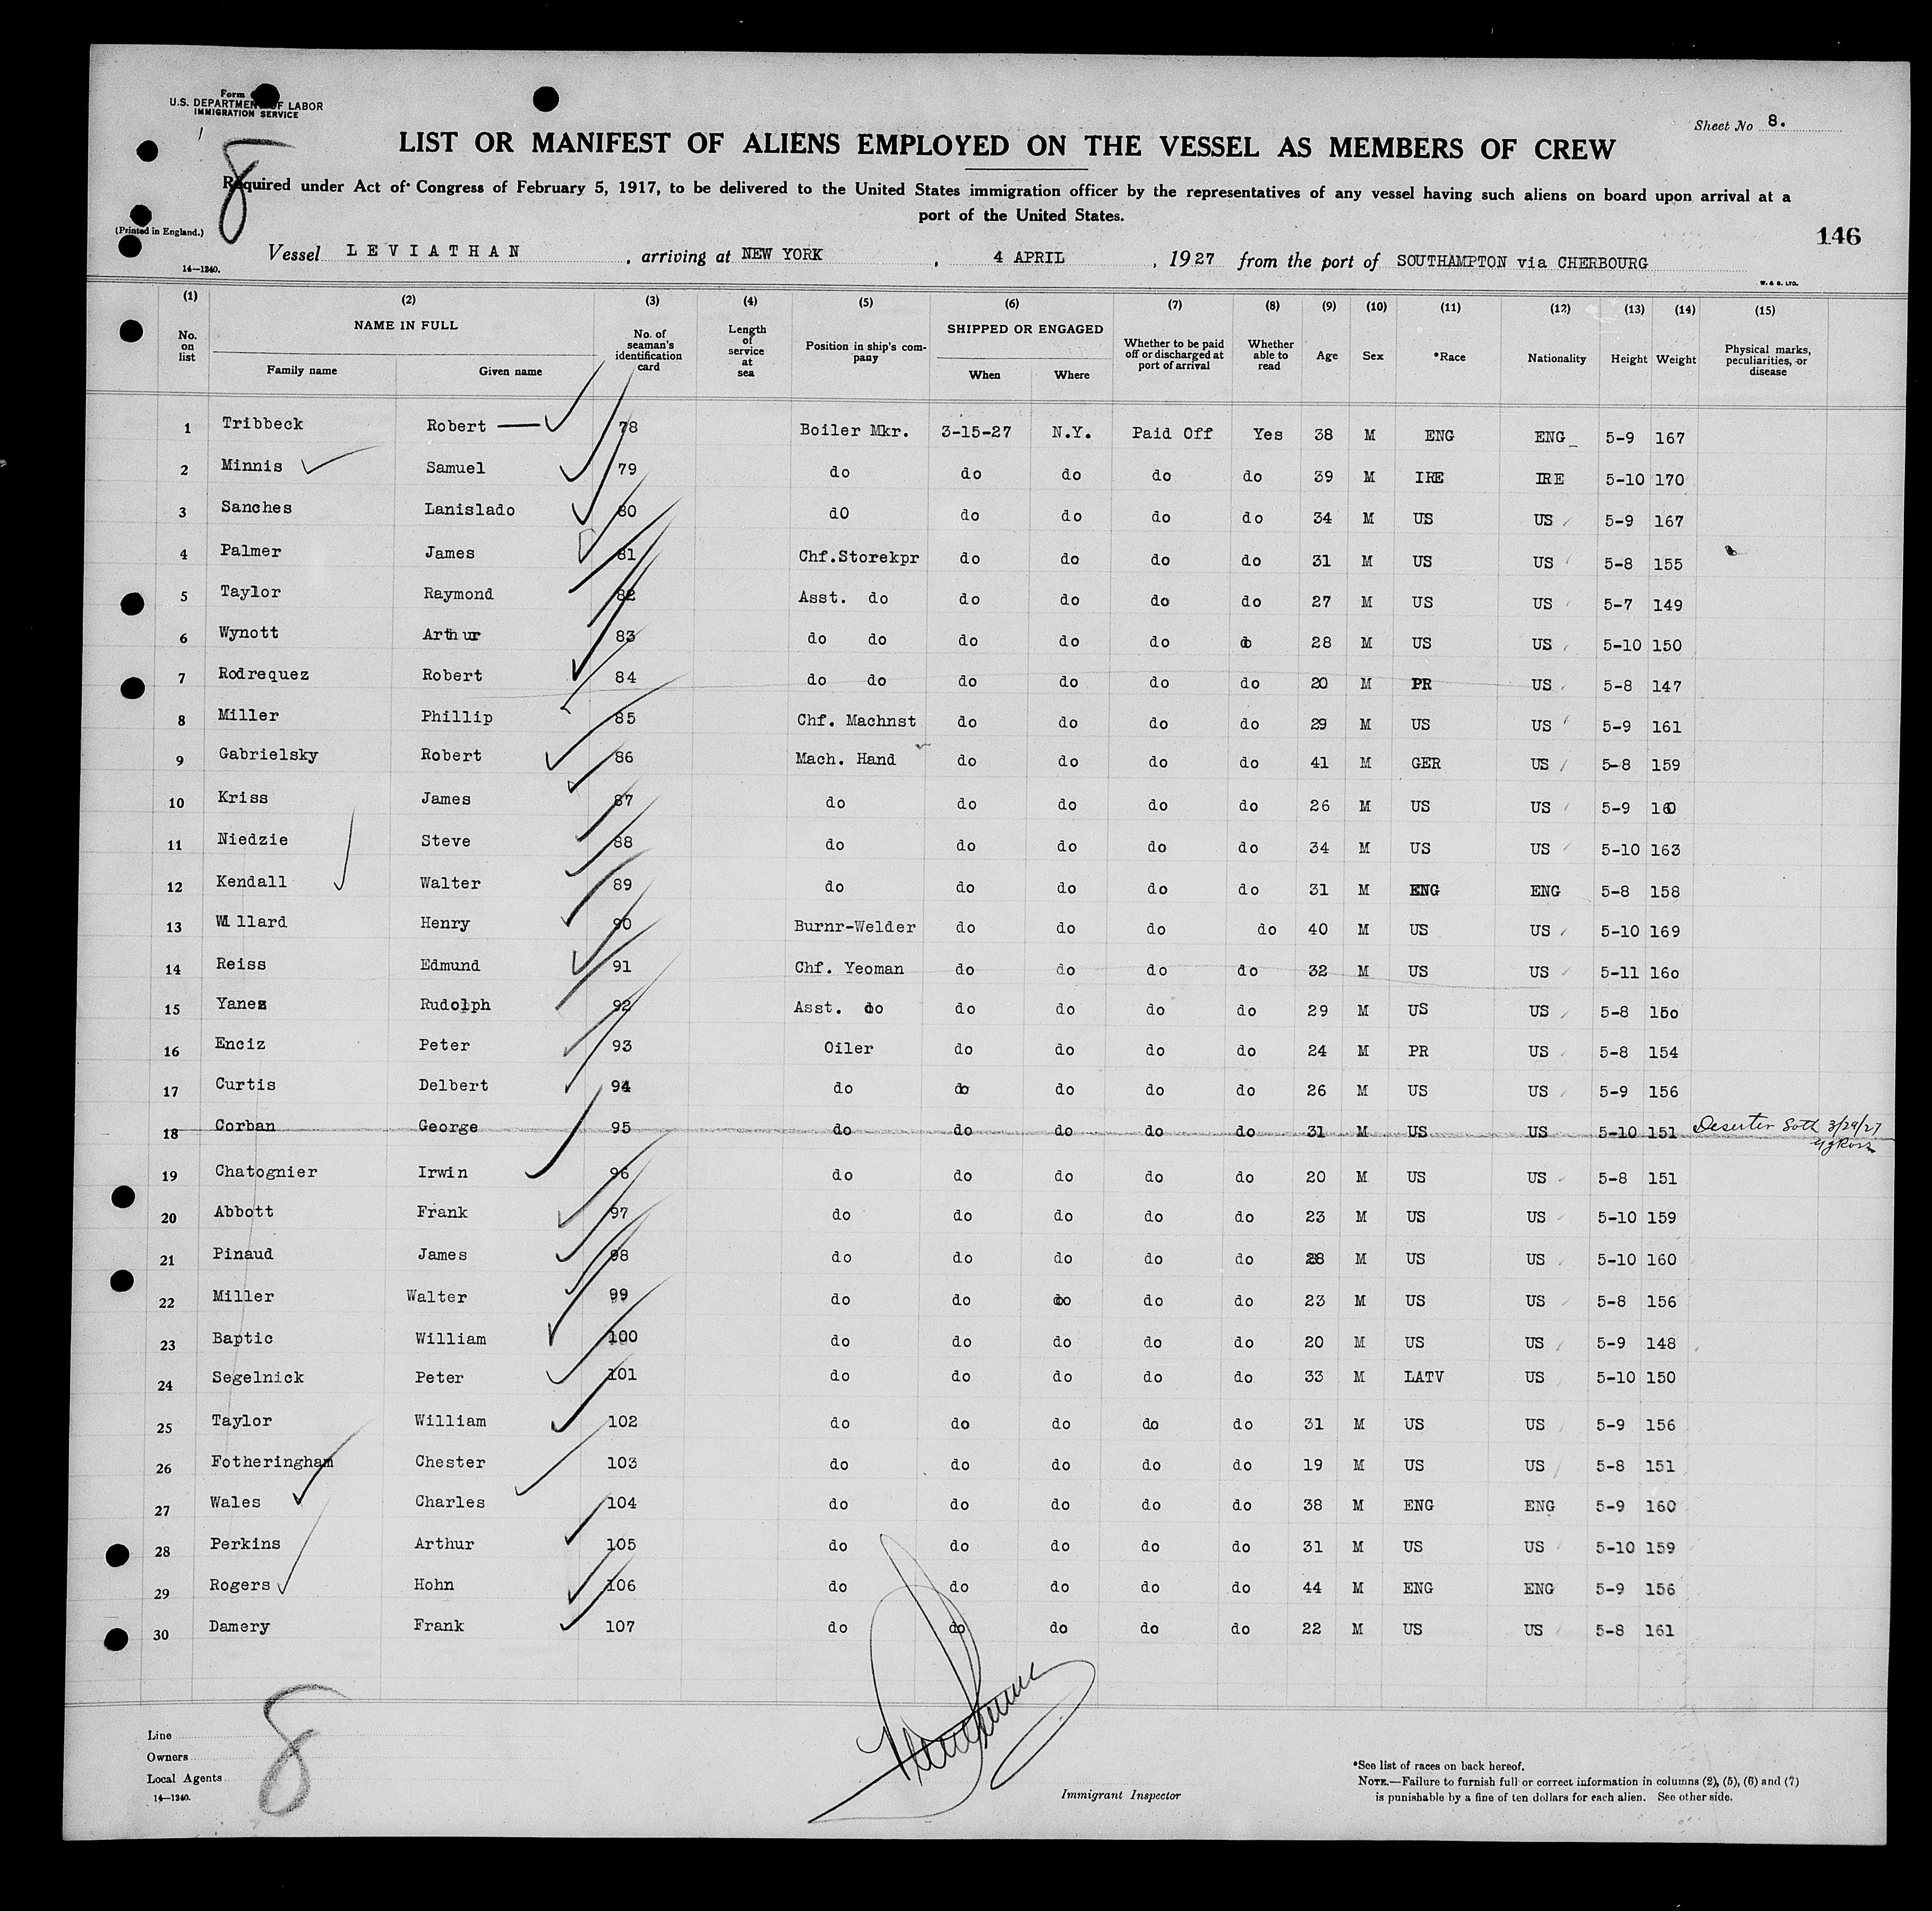 Form
U.S. DEPARTMENT OF LABOR
IMMIGRATION SERVICE
8
Sheet No 8.
LIST OR MANIFEST OF ALIENS EMPLOYED ON THE VESSEL AS MEMBERS OF CREW
Required under Act of Congress of February 5, 1917, to be delivered to the United States immigration officer by the representatives of any vessel having such aliens on board upon arrival at a
port of the United States.
(Printed in England.)
146
Vessel LEVIATHAN, arriving at NEW YORK, 4 APRIL, 1927 from the port of SOUTHAMPTON via CHERBOURG
14—1240.
W. & S. LTD.
(1) (2) (3) (4) (5) (6) (7) (8) (9) (10) (11) (12) (13) (14) (15)
No. on list NAME IN FULL Family name Given name No. of seaman's identification card Length of service at sea Position in ship's company SHIPPED OR ENGAGED When Where Whether to be paid off or discharged at port of arrival Whether able to read Age Sex *Race Nationality Height Weight Physical marks, peculiarities, or disease
1 Tribbeck Robert 78 Boiler Mkr. 3-15-27 N.Y. Paid Off Yes 38 M ENG ENG 5-9 167
2 Minnis Samuel 79 do do do do do 39 M IRE IRE 5-10 170
3 Sanches Lanislado 80 dO do do do do 34 M US US 5-9 167
4 Palmer James 81 Chf.Storekpr do do do do 31 M US US 5-8 155
5 Taylor Raymond 82 Asst. do do do do do 27 M US US 5-7 149
6 Wynott Arthur 83 do do do do do do 28 M US US 5-10 150
7 Rodrequez Robert 84 do do do do do do 20 M PR US 5-8 147
8 Miller Phillip 85 Chf. Machnst do do do do 29 M US US 5-9 161
9 Gabrielsky Robert 86 Mach. Hand do do do do 41 M GER US 5-8 159
10 Kriss James 87 do do do do do 26 M US US 5-9 160
11 Niedzie Steve 88 do do do do do 34 M US US 5-10 163
12 Kendall Walter 89 do do do do do 31 M ENG ENG 5-8 158
13 Willard Henry 90 Burnr-Welder do do do do 40 M US US 5-10 169
14 Reiss Edmund 91 Chf. Yeoman do do do do 32 M US US 5-11 16o
15 Yanez Rudolph 92 Asst. do do do do do 29 M US US 5-8 15o
16 Enciz Peter 93 Oiler do do do do 24 M PR US 5-8 154
17 Curtis Delbert 94 do do do do do 26 M US US 5-9 156
18 Corban George 95 do do do do do 31 M US US 5-10 151 Deserter Soth 3/29/27
19 Chatognier Irwin 96 do do do do do 20 M US US 5-8 151
20 Abbott Frank 97 do do do do do 23 M US US 5-10 159
21 Pinaud James 98 do do do do do 28 M US US 5-10 160
22 Miller Walter 99 do do do do do 23 M US US 5-8 156
23 Baptic William 100 do do do do do 20 M US US 5-9 148
24 Segelnick Peter 101 do do do do do 33 M LATV US 5-10 150
25 Taylor William 102 do do do do do 31 M US US 5-9 156
26 Fotheringham Chester 103 do do do do do 19 M US US 5-8 151
27 Wales Charles 104 do do do do do 38 M ENG ENG 5-9 160
28 Perkins Arthur 105 do do do do do 31 M US US 5-10 159
29 Rogers Hohn 106 do do do do do 44 M ENG ENG 5-9 156
30 Damery Frank 107 do do do do do 22 M US US 5-8 161
Line
Owners
Local Agents
14—1240.
8
Immigrant Inspector
*See list of races on back hereof.
NOTE.—Failure to furnish full or correct information in columns (2), (5), (6) and (7)
is punishable by a fine of ten dollars for each alien. See other side.